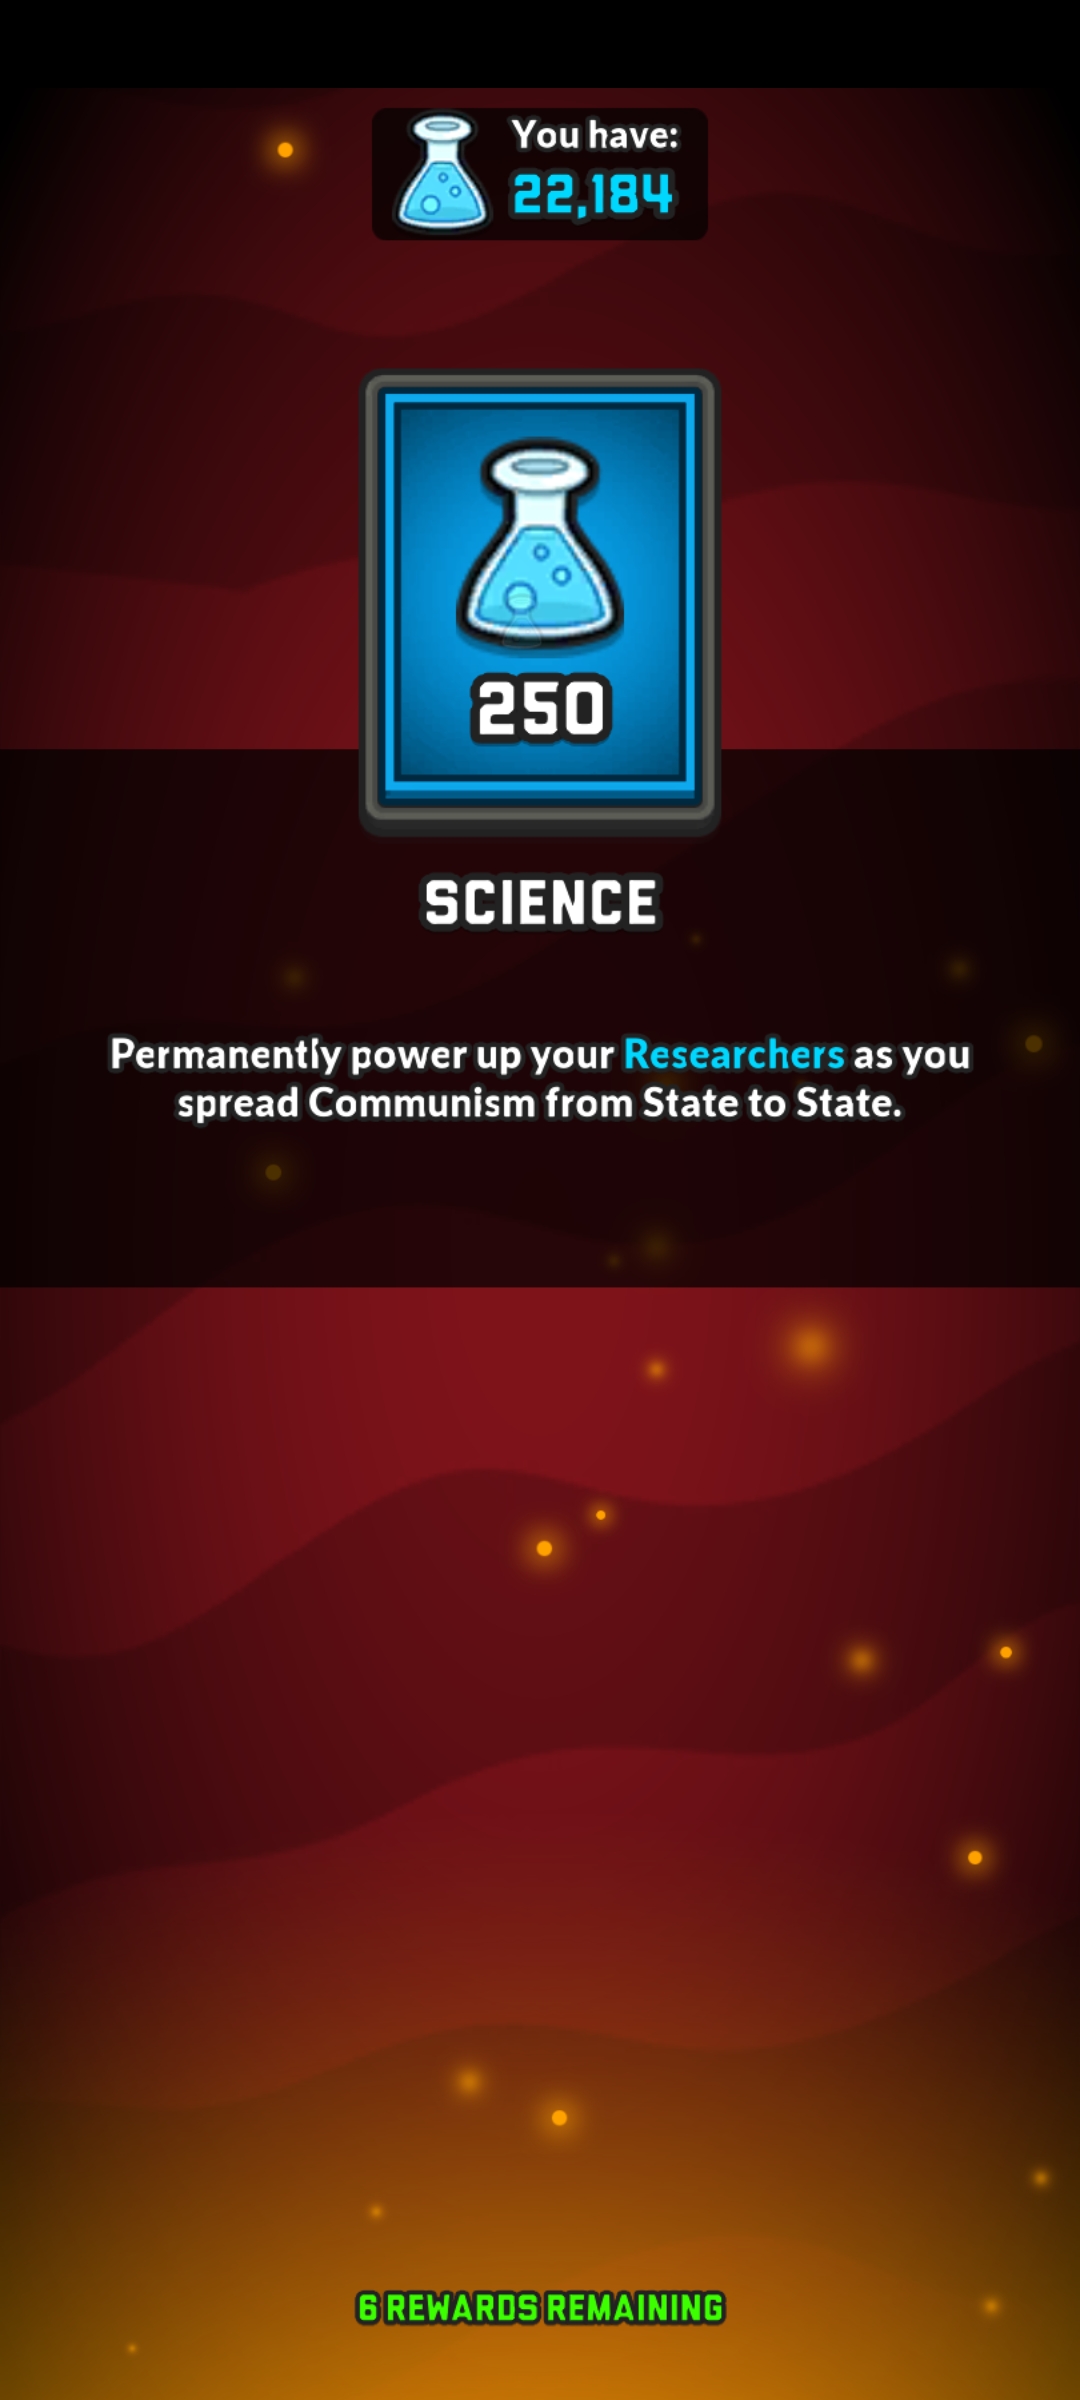 You have:
22,184
250
SCIENCE
Permanently power up your Researchers as you
spread Communism from State to State.
6 REWARDS REMAINING